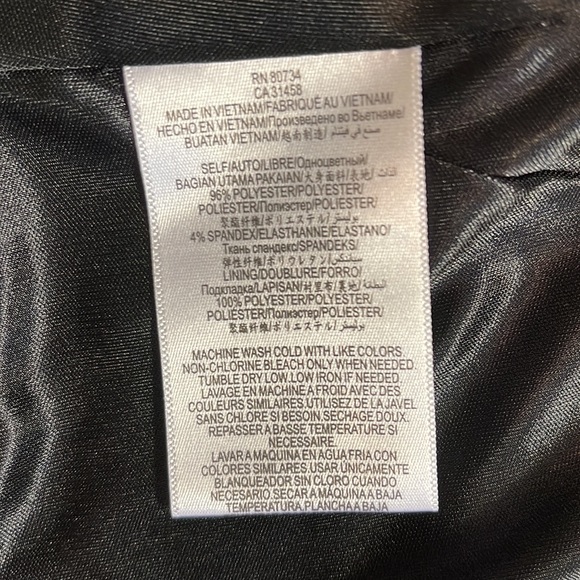 RN 80734
CA 31458
MADE IN VIETNAM/FABRIQUÉ AU VIETNAM/
HECHO EN VIETNAM/Произведено во Вьетнаме/
BUATAN VIETNAM/越南制造/ صنع في فيتنام/
SELF/AUTO/LIBRE/Одноцветный/
BAGIAN UTAMA PAKAIAN/大身面料/表地/ الذات/
96% POLYESTER/POLYESTER/
POLIÉSTER/Полиэстер/POLIESTER/
聚酯纤维/ポリエステル/ بوليستر/
4% SPANDEX/ELASTHANNE/ELASTANO/
Ткань спандекс/SPANDEKS/
弹性纤维/ポリウレタン/ سبانديكس/
LINING/DOUBLURE/FORRO/
Подкладка/LAPISAN/村里布/裏地/ البطانة/
100% POLYESTER/POLYESTER/
POLIÉSTER/Полиэстер/POLIESTER/
聚酯纤维/ポリエステル/ بوليستر/
MACHINE WASH COLD WITH LIKE COLORS.
NON-CHLORINE BLEACH ONLY WHEN NEEDED.
TUMBLE DRY LOW.LOW IRON IF NEEDED.
LAVAGE EN MACHINE A FROID AVEC DES
COULEURS SIMILAIRES.UTILISEZ DE LA JAVEL
SANS CHLORE SI BESOIN.SECHAGE DOUX.
REPASSER A BASSE TEMPERATURE SI
NECESSAIRE.
LAVAR A MAQUINA EN AGUA FRIA CON
COLORES SIMILARES.USAR ÚNICAMENTE
BLANQUEADOR SIN CLORO CUANDO
NECESARIO.SECAR A MÁQUINA A BAJA
TEMPERATURA.PLANCHA A BAJA